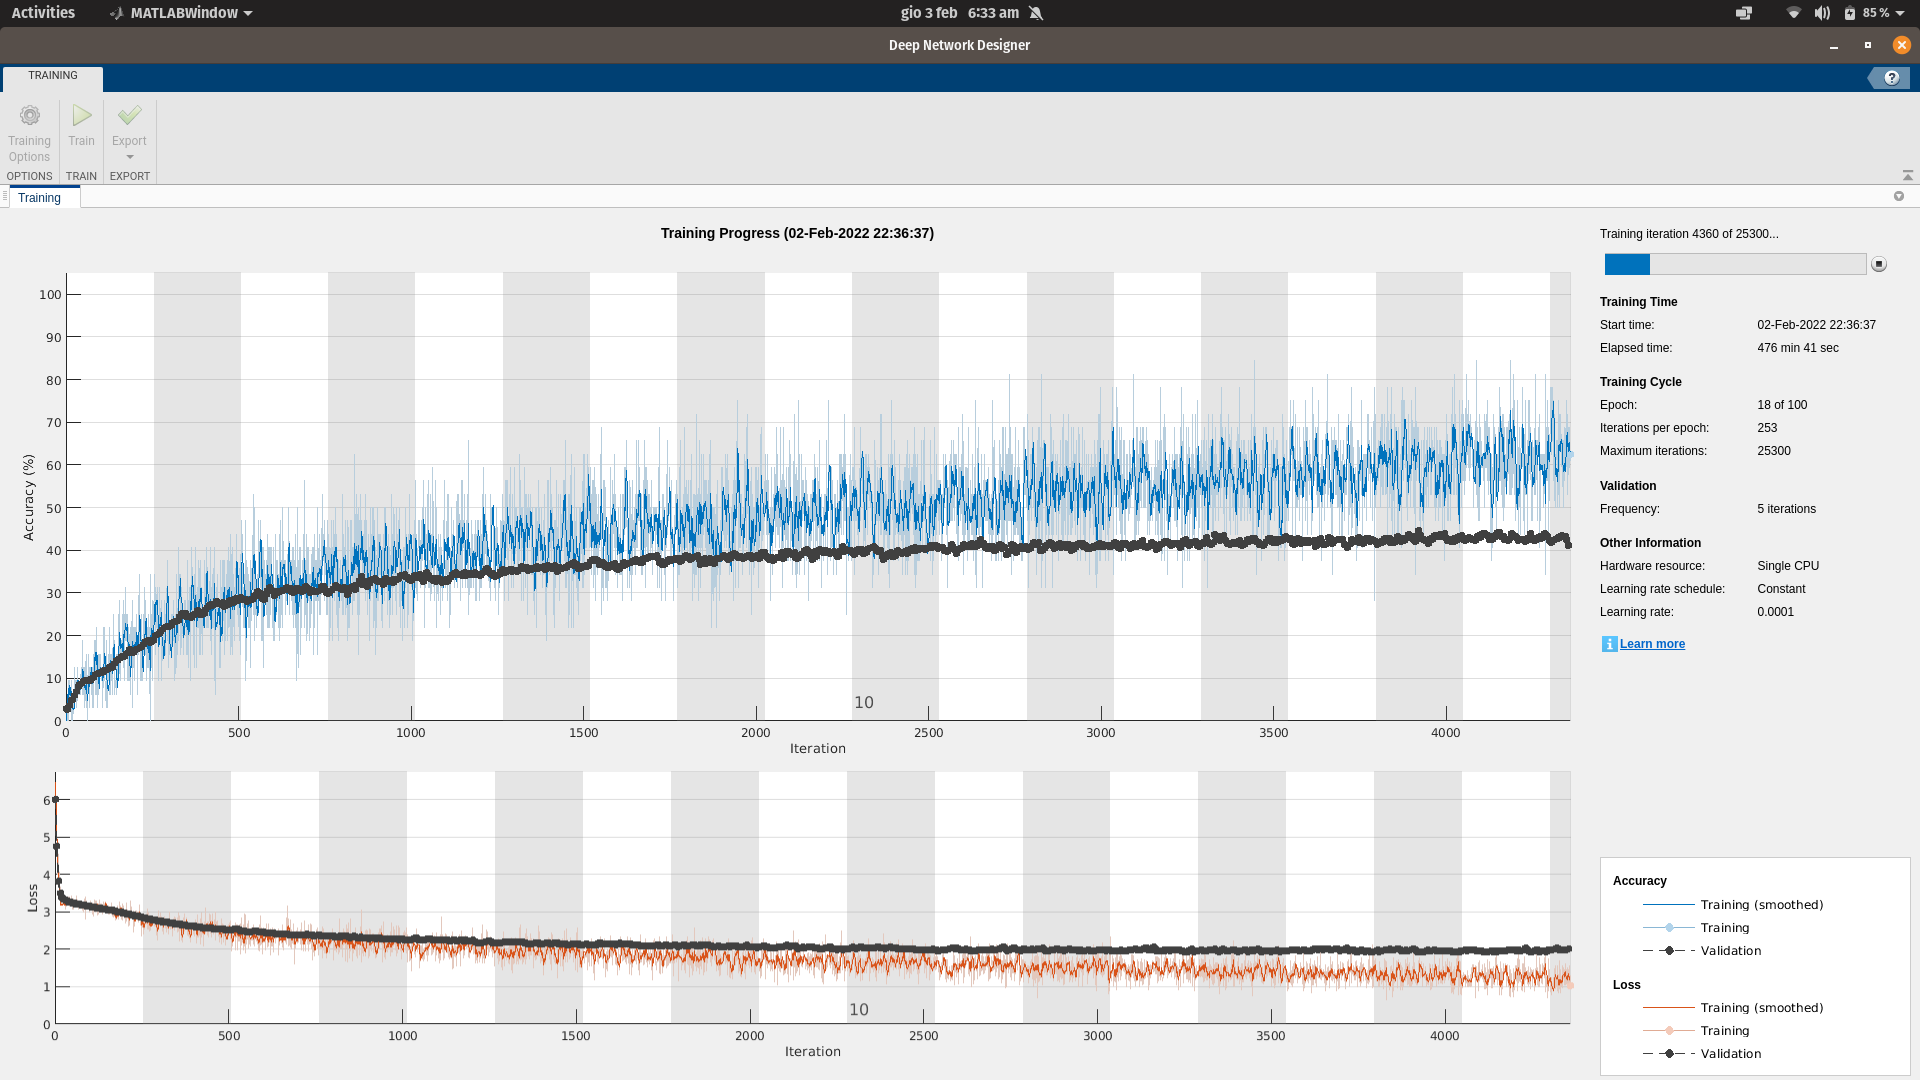 Activities
MATLABWindow
gio 3 feb 6:33 am
85 %
Deep Network Designer
TRAINING
?
Training Options
Train
Export
OPTIONS
TRAIN
EXPORT
Training
Training Progress (02-Feb-2022 22:36:37)
100
90
80
70
60
50
40
30
20
10
0
Accuracy (%)
10
0
500
1000
1500
2000
2500
3000
3500
4000
Iteration
6
5
4
3
2
1
0
Loss
10
0
500
1000
1500
2000
2500
3000
3500
4000
Iteration
Training iteration 4360 of 25300...
Training Time
Start time: 02-Feb-2022 22:36:37
Elapsed time: 476 min 41 sec
Training Cycle
Epoch: 18 of 100
Iterations per epoch: 253
Maximum iterations: 25300
Validation
Frequency: 5 iterations
Other Information
Hardware resource: Single CPU
Learning rate schedule: Constant
Learning rate: 0.0001
i Learn more
Accuracy
Training (smoothed)
Training
Validation
Loss
Training (smoothed)
Training
Validation